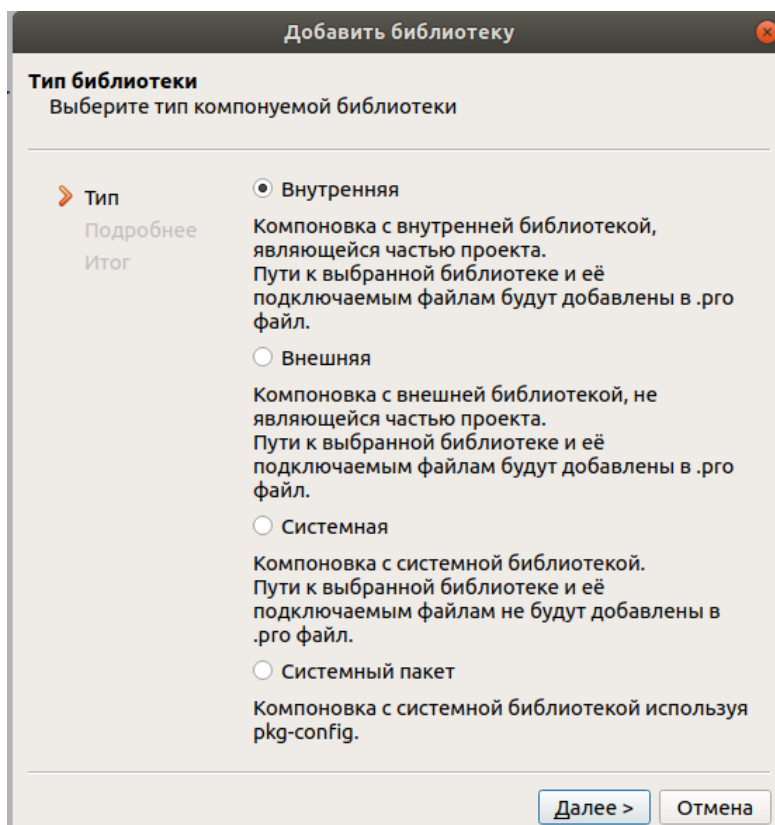 Добавить библиотеку
Тип библиотеки
Выберите тип компонуемой библиотеки
Тип
Подробнее
Итог
Внутренняя
Компоновка с внутренней библиотекой,
являющейся частью проекта.
Пути к выбранной библиотеке и её
подключаемым файлам будут добавлены в .pro
файл.
Внешняя
Компоновка с внешней библиотекой, не
являющейся частью проекта.
Пути к выбранной библиотеке и её
подключаемым файлам будут добавлены в .pro
файл.
Системная
Компоновка с системной библиотекой.
Пути к выбранной библиотеке и её
подключаемым файлам не будут добавлены в
.pro файл.
Системный пакет
Компоновка с системной библиотекой используя
pkg-config.
Далее >
Отмена